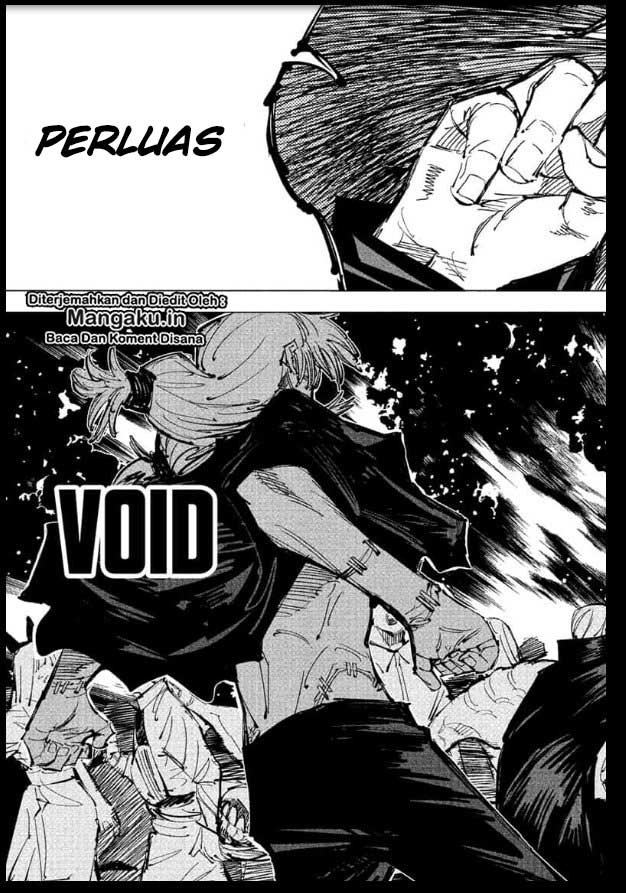 PERLUAS
Diterjemahkan dan Diedit Oleh :
Mangaku.in
Baca Dan Koment Disana
VOID